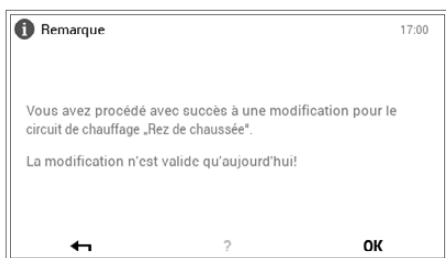 i Remarque 17:00
Vous avez procédé avec succès à une modification pour le
circuit de chauffage „Rez de chaussée".
La modification n'est valide qu'aujourd'hui!
? OK